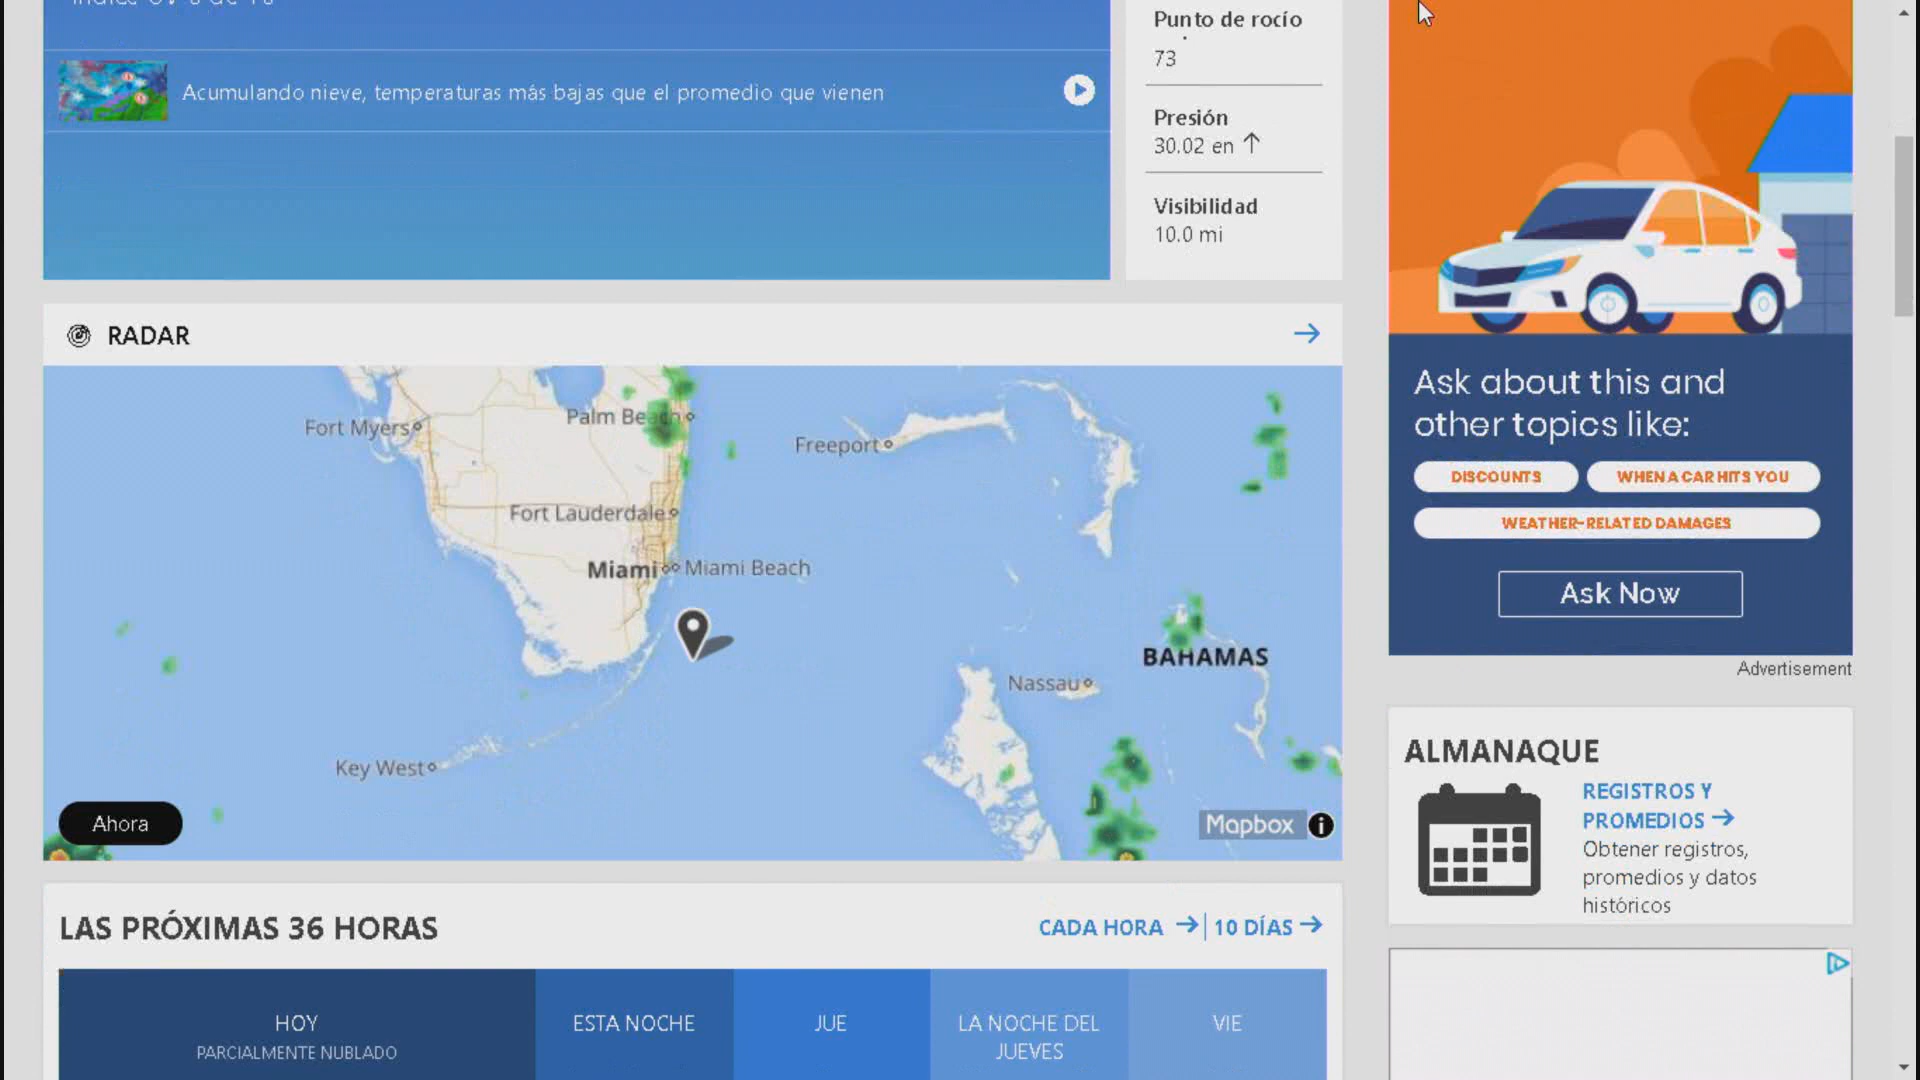 Punto de rocío
73
Acumulando nieve, temperaturas más bajas que el promedio que vienen
Presión
30.02 en ↑
Visibilidad
10.0 mi
RADAR
Fort Myers
Palm Beach
Freeport
Fort Lauderdale
Miami
Miami Beach
BAHAMAS
Nassau
Key West
Ahora
Mapbox
Ask about this and
other topics like:
DISCOUNTS
WHEN A CAR HITS YOU
WEATHER-RELATED DAMAGES
Ask Now
Advertisement
ALMANAQUE
REGISTROS Y
PROMEDIOS →
Obtener registros,
promedios y datos
históricos
LAS PRÓXIMAS 36 HORAS
CADA HORA → | 10 DÍAS →
HOY
PARCIALMENTE NUBLADO
ESTA NOCHE
JUE
LA NOCHE DEL
JUEVES
VIE